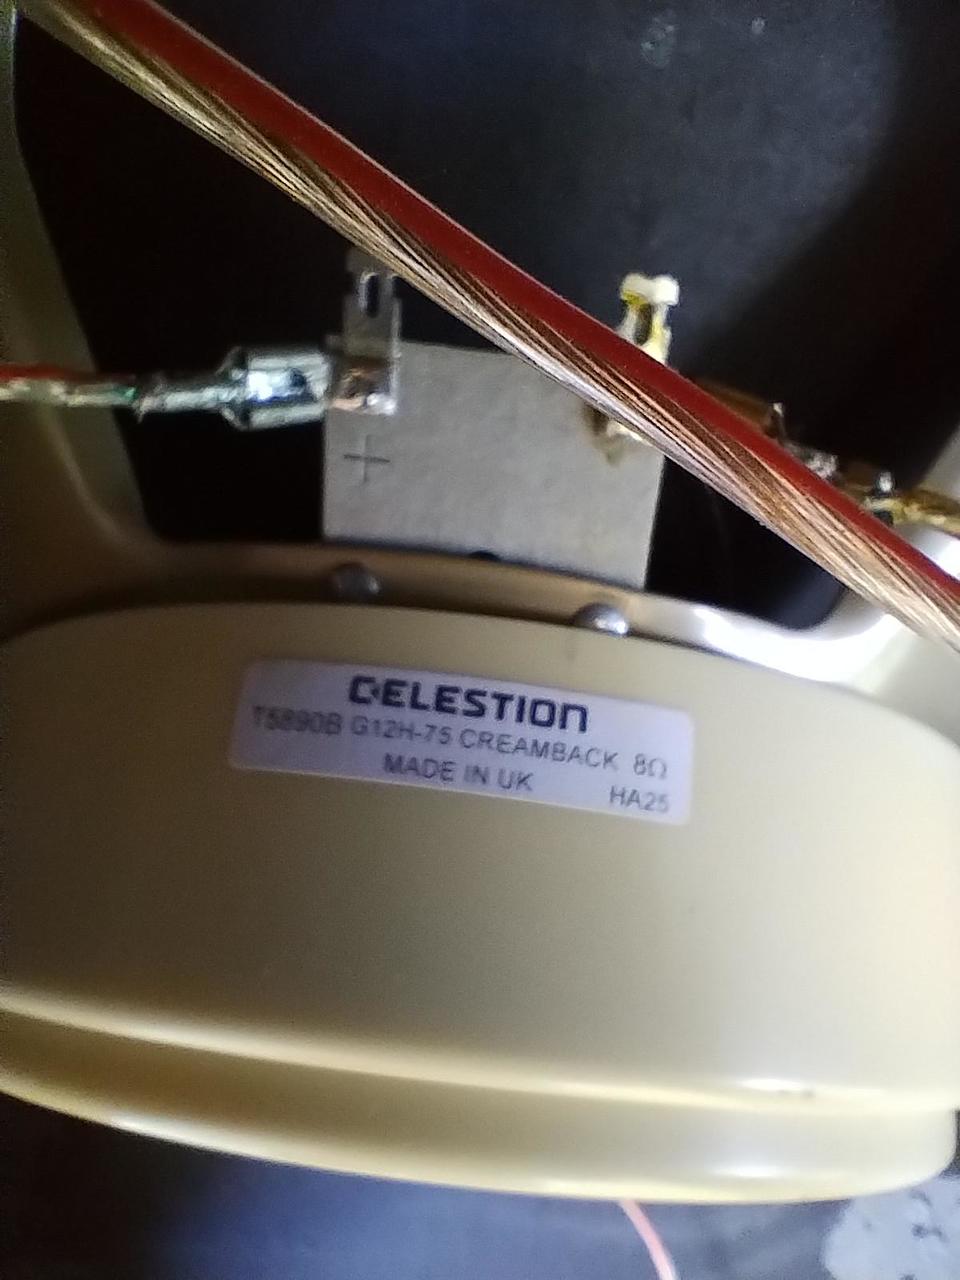 +
CELESTION
T5890B G12H-75 CREAMBACK 8Ω
MADE IN UK HA25